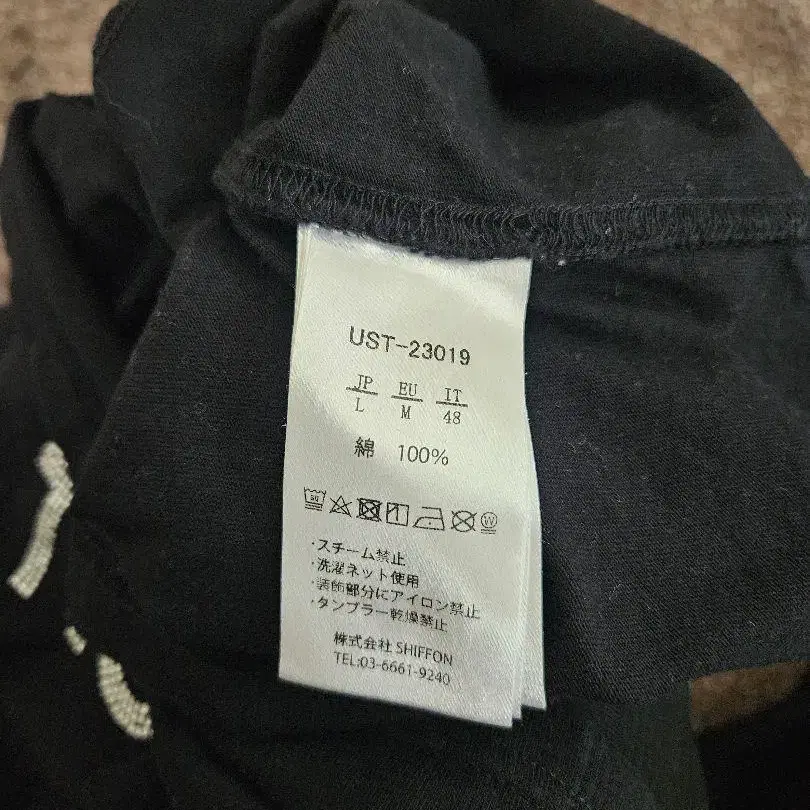 UST-23019
JP EU IT
L M 48
綿 100%
・スチーム禁止
・洗濯ネット使用
・装飾部分にアイロン禁止
・タンブラー乾燥禁止
株式会社 SHIFFON
TEL:03-6661-9240